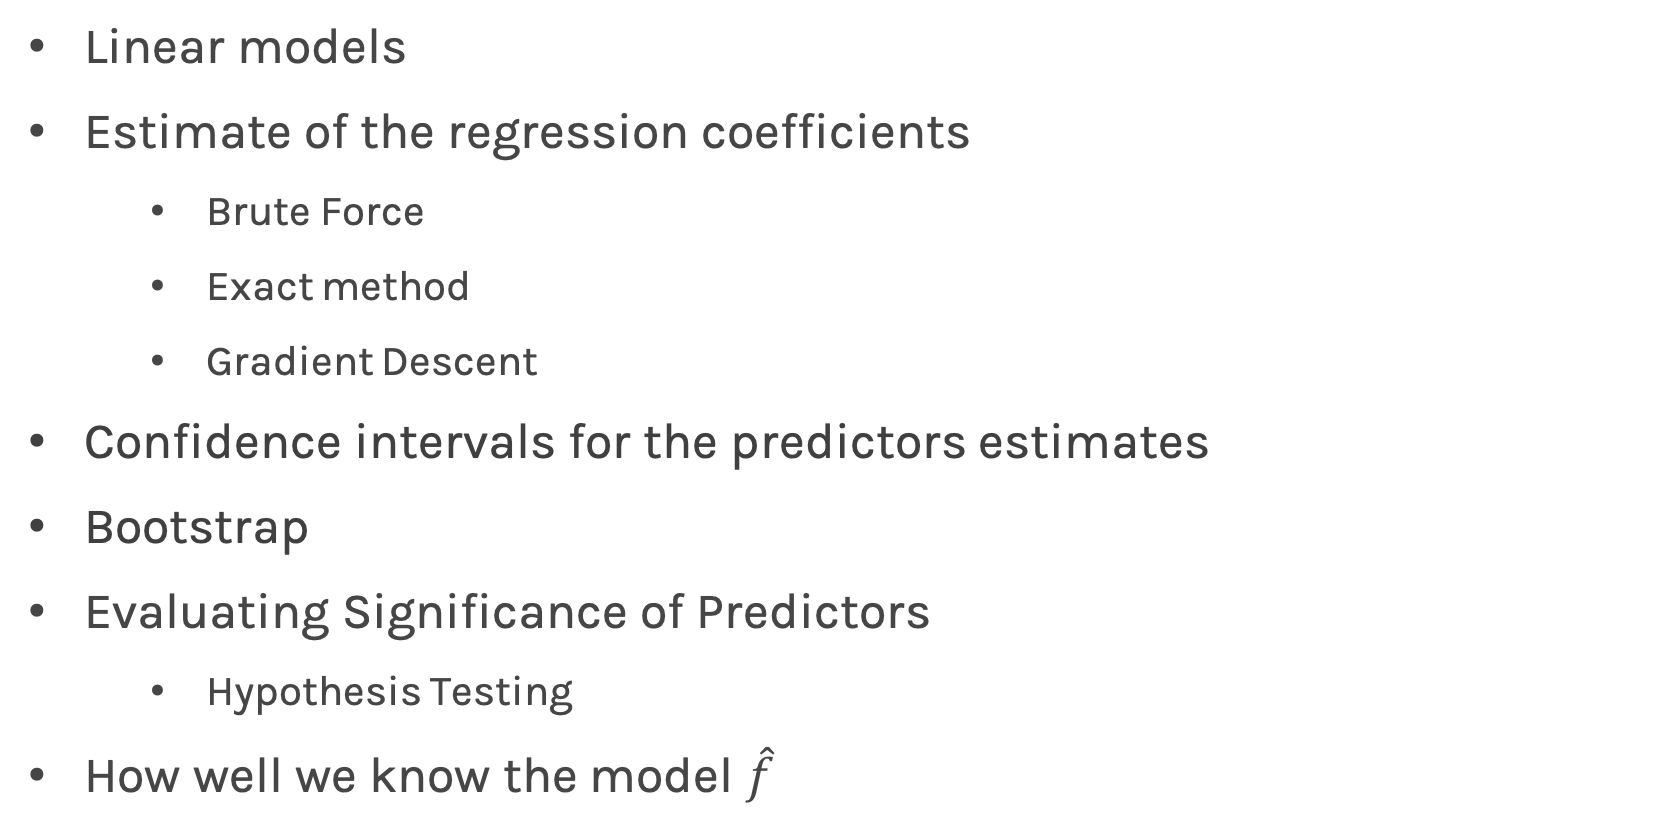 • Linear models
• Estimate of the regression coefficients
• Brute Force
• Exact method
• Gradient Descent
• Confidence intervals for the predictors estimates
• Bootstrap
• Evaluating Significance of Predictors
• Hypothesis Testing
• How well we know the model f̂